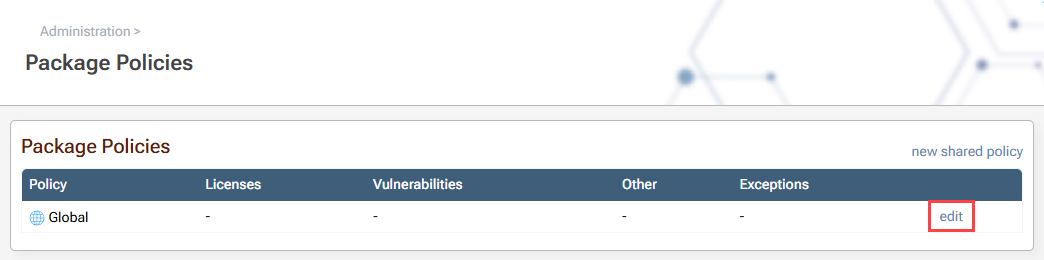 Administration >
Package Policies
Package Policies
new shared policy
Policy Licenses Vulnerabilities Other Exceptions
Global - - - - edit